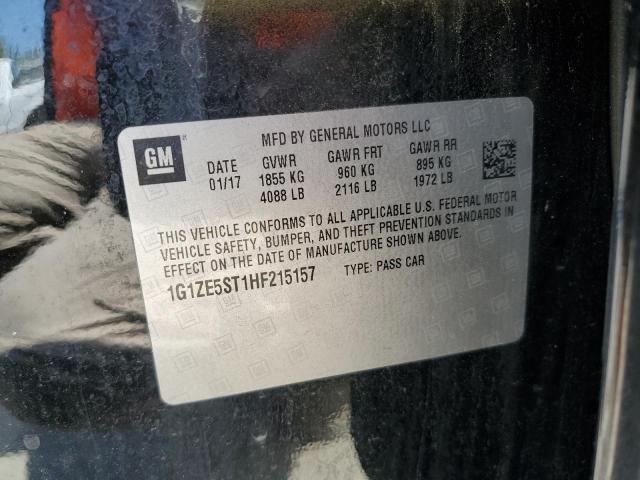 GM
MFD BY GENERAL MOTORS LLC
DATE GVWR GAWR FRT GAWR RR
01/17 1855 KG 960 KG 895 KG
4088 LB 2116 LB 1972 LB
THIS VEHICLE CONFORMS TO ALL APPLICABLE U.S. FEDERAL MOTOR
VEHICLE SAFETY, BUMPER, AND THEFT PREVENTION STANDARDS IN
EFFECT ON THE DATE OF MANUFACTURE SHOWN ABOVE.
1G1ZE5ST1HF215157 TYPE: PASS CAR